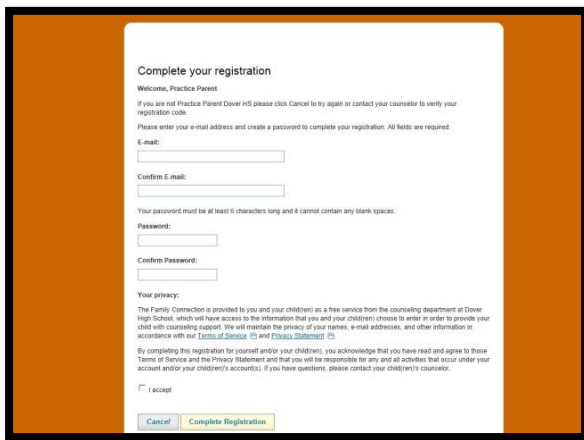 Complete your registration
Welcome, Practice Parent
If you are not Practice Parent Dover HS please click Cancel to try again or contact your counselor to verify your
registration code.
Please enter your e-mail address and create a password to complete your registration. All fields are required.
E-mail:
Confirm E-mail:
Your password must be at least 6 characters long and it cannot contain any blank spaces.
Password:
Confirm Password:
Your privacy:
The Family Connection is provided to you and your child(ren) as a free service from the counseling department at Dover
High School, which will have access to the information that you and your child(ren) choose to enter in order to provide your
child with counseling support. We will maintain the privacy of your names, e-mail addresses, and other information in
accordance with our Terms of Service and Privacy Statement .
By completing this registration for yourself and/or your child(ren), you acknowledge that you have read and agree to those
Terms of Service and the Privacy Statement and that you will be responsible for any and all activities that occur under your
account and/or your child(ren)'s account(s). If you have questions, please contact your child(ren)'s counselor.
I accept
Cancel Complete Registration